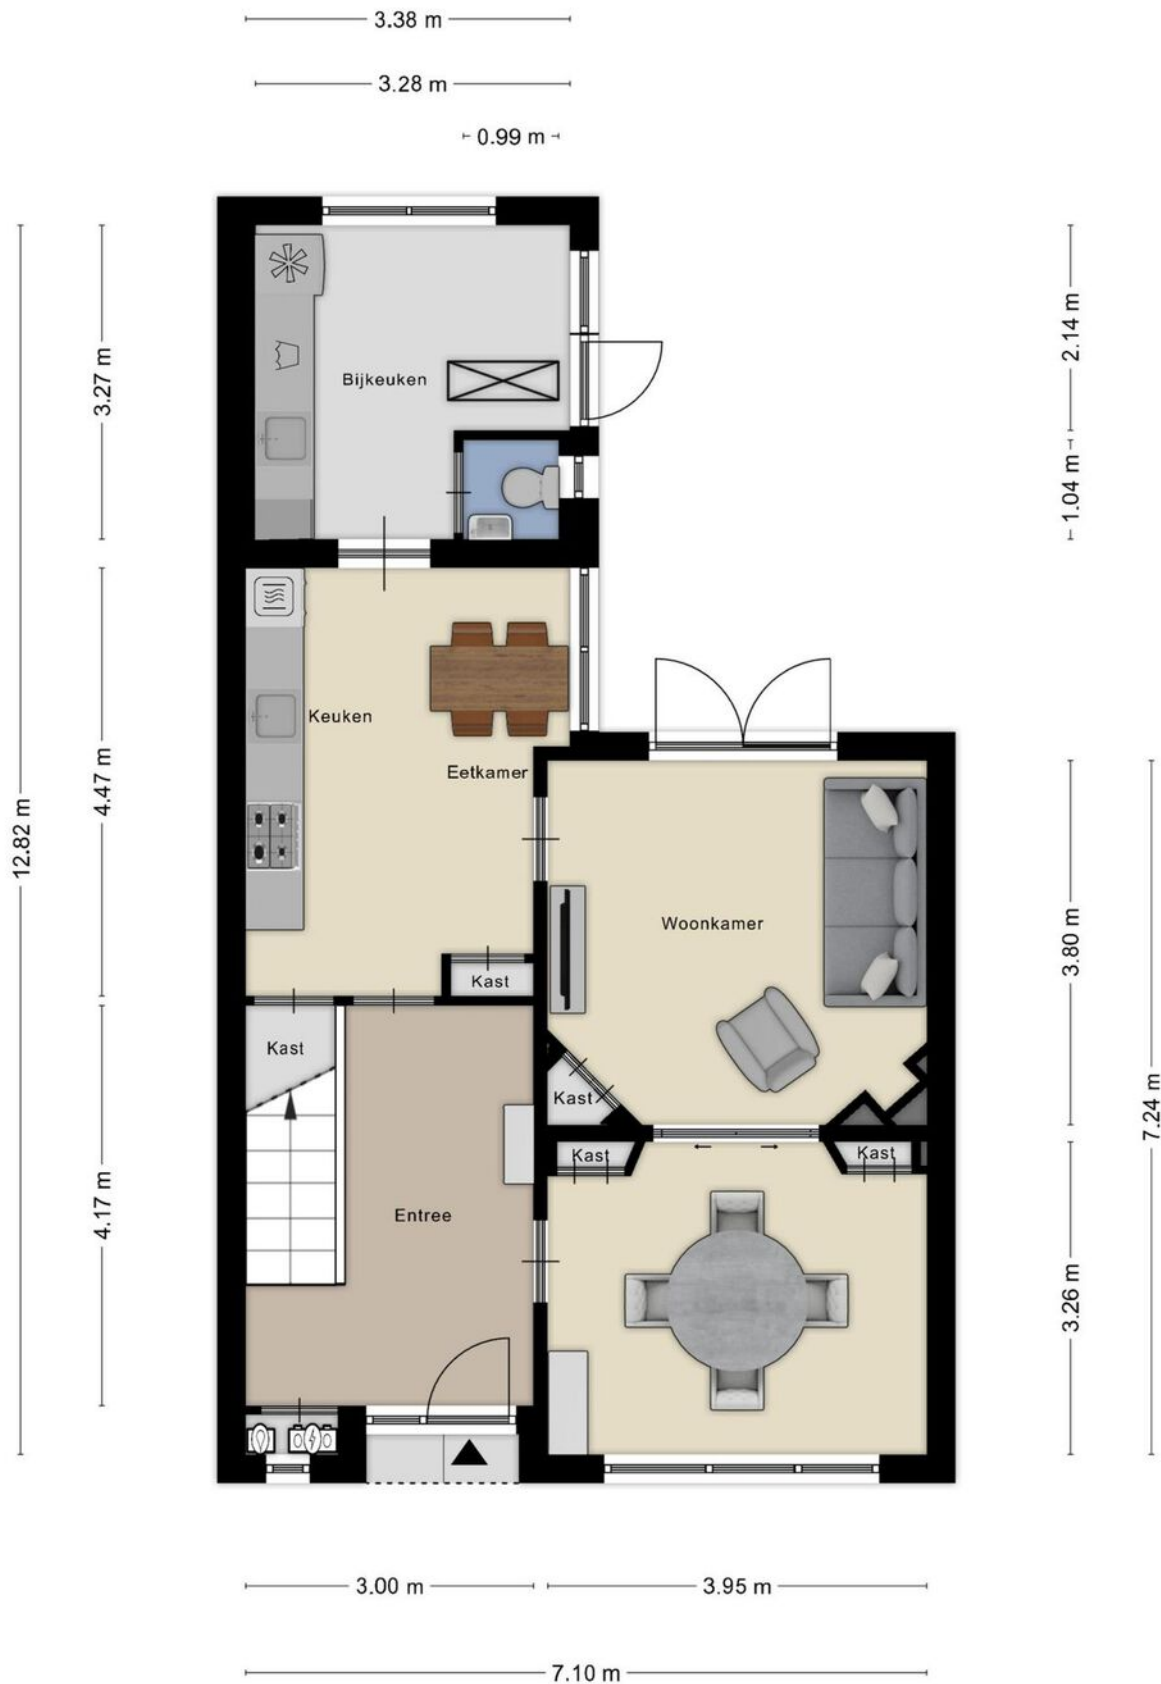 3.38 m
3.28 m
0.99 m
12.82 m
3.27 m
4.47 m
4.17 m
2.14 m
1.04 m
3.80 m
3.26 m
7.24 m
Bijkeuken
Keuken
Eetkamer
Woonkamer
Kast
Kast
Kast
Kast
Kast
Entree
3.00 m
3.95 m
7.10 m